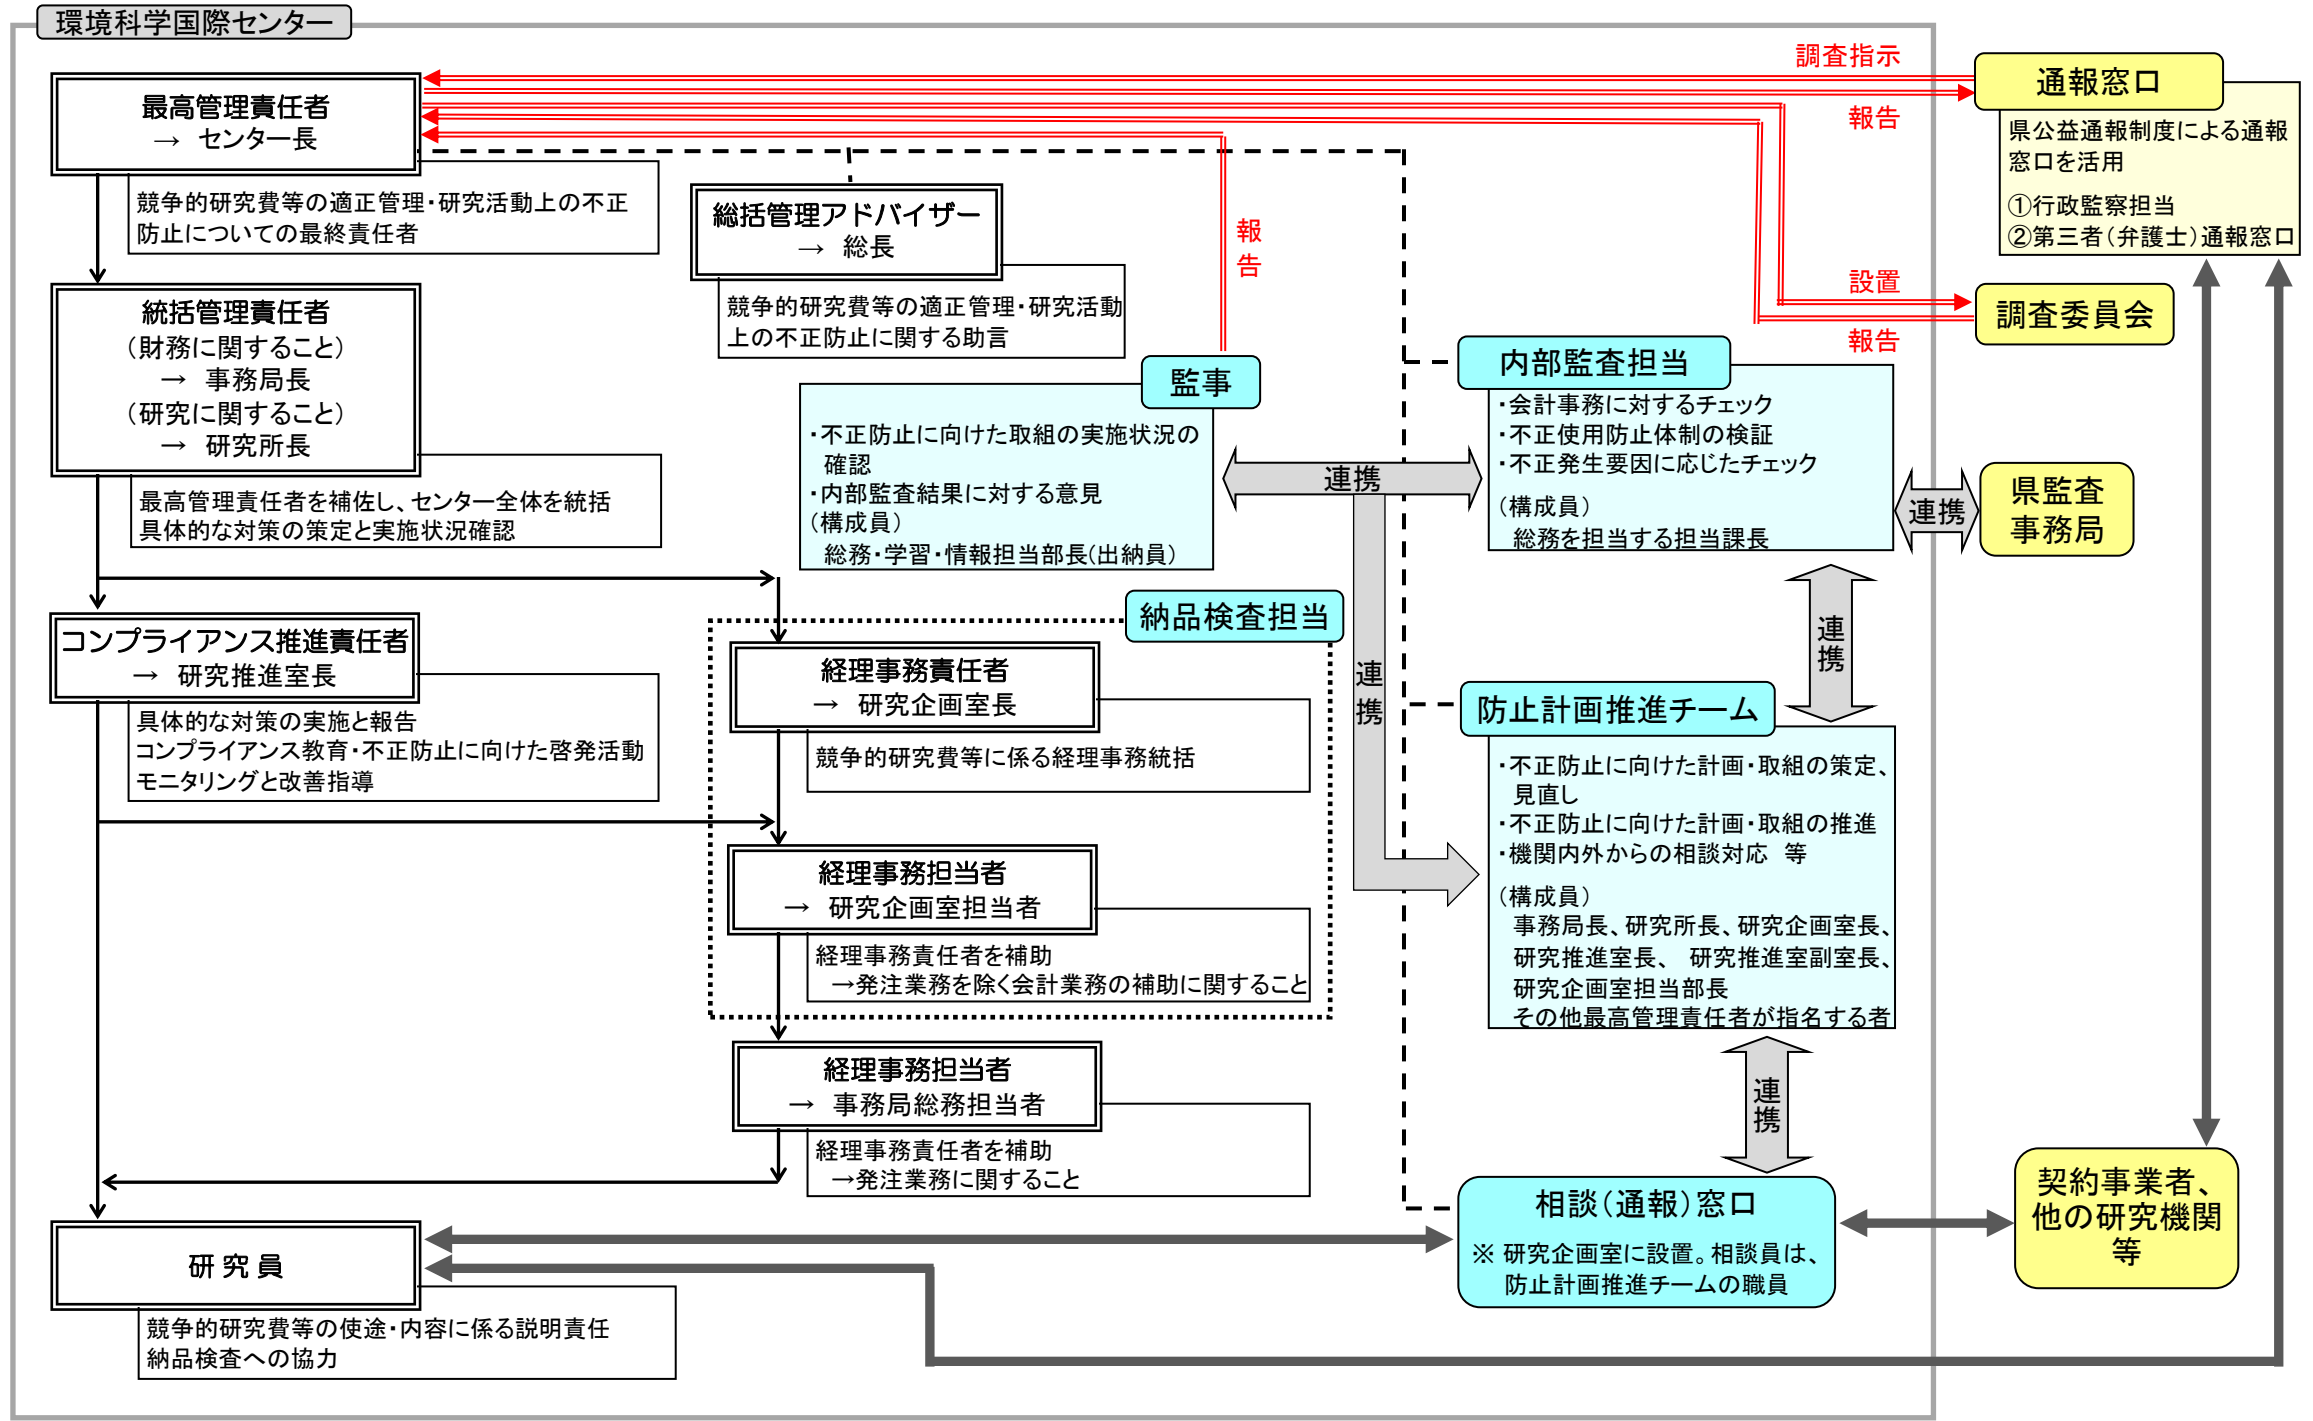 環境科学国際センター
最高管理責任者
→ センター長
競争的研究費等の適正管理・研究活動上の不正
防止についての最終責任者
統括管理責任者
（財務に関すること）
→ 事務局長
（研究に関すること）
→ 研究所長
最高管理責任者を補佐し、センター全体を統括
具体的な対策の策定と実施状況確認
コンプライアンス推進責任者
→ 研究推進室長
具体的な対策の実施と報告
コンプライアンス教育・不正防止に向けた啓発活動
モニタリングと改善指導
研 究 員
競争的研究費等の使途・内容に係る説明責任
納品検査への協力
総括管理アドバイザー
→ 総長
競争的研究費等の適正管理・研究活動
上の不正防止に関する助言
報
告
監事
・不正防止に向けた取組の実施状況の
確認
・内部監査結果に対する意見
（構成員）
総務・学習・情報担当部長（出納員）
納品検査担当
経理事務責任者
→ 研究企画室長
競争的研究費等に係る経理事務統括
経理事務担当者
→ 研究企画室担当者
経理事務責任者を補助
→発注業務を除く会計業務の補助に関すること
経理事務担当者
→ 事務局総務担当者
経理事務責任者を補助
→発注業務に関すること
連携
連
携
調査指示
報告
設置
報告
内部監査担当
・会計事務に対するチェック
・不正使用防止体制の検証
・不正発生要因に応じたチェック
（構成員）
総務を担当する担当課長
連携
連
携
防止計画推進チーム
・不正防止に向けた計画・取組の策定、
見直し
・不正防止に向けた計画・取組の推進
・機関内外からの相談対応 等
（構成員）
事務局長、研究所長、研究企画室長、
研究推進室長、 研究推進室副室長、
研究企画室担当部長
その他最高管理責任者が指名する者
連
携
相談（通報）窓口
※ 研究企画室に設置。相談員は、
防止計画推進チームの職員
通報窓口
県公益通報制度による通報
窓口を活用
①行政監察担当
②第三者（弁護士）通報窓口
調査委員会
県監査
事務局
契約事業者、
他の研究機関
等